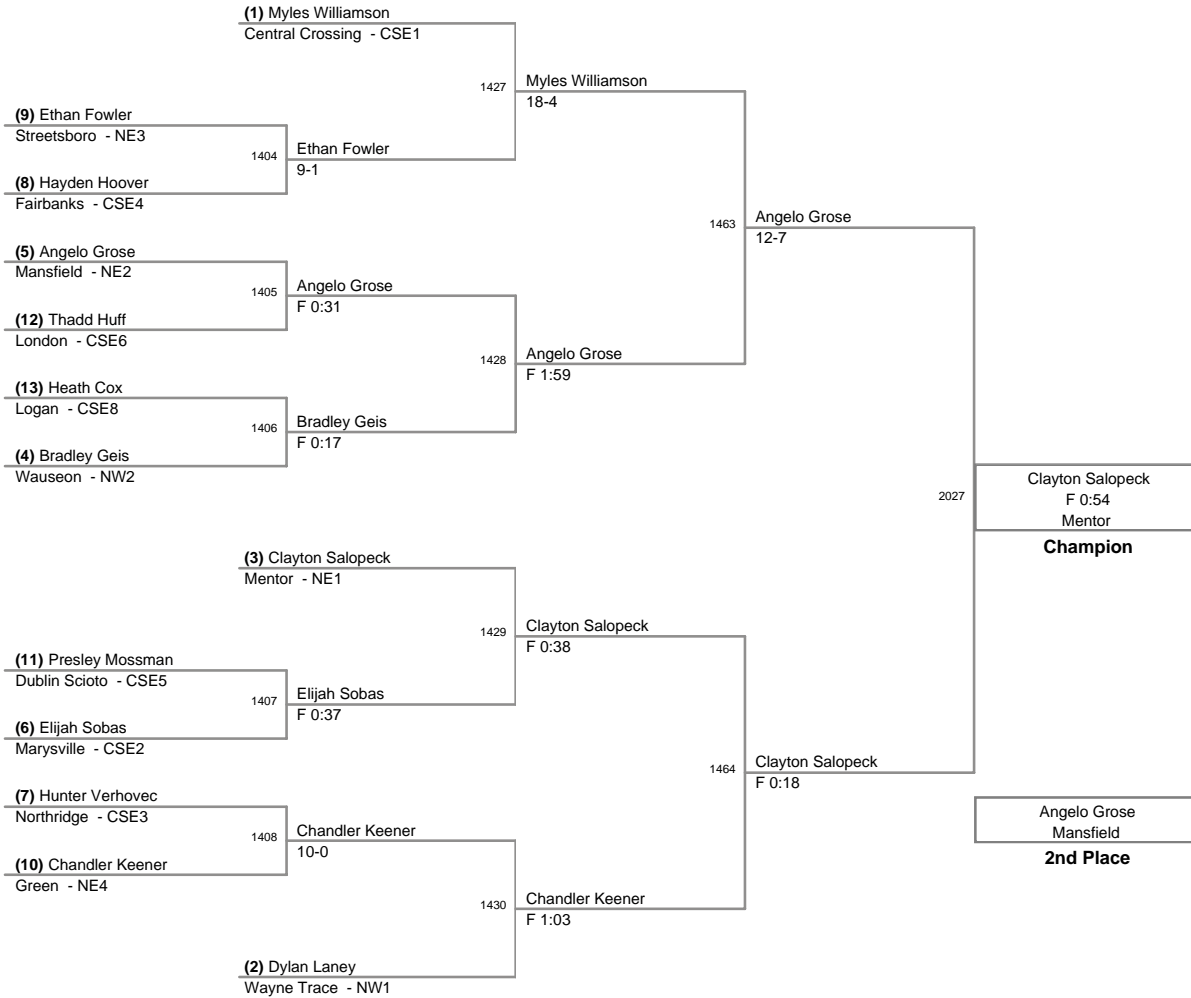 (1) Myles Williamson
Central Crossing - CSE1
1427
Myles Williamson
18-4
(9) Ethan Fowler
Streetsboro - NE3
1404
Ethan Fowler
9-1
(8) Hayden Hoover
Fairbanks - CSE4
1463
Angelo Grose
12-7
(5) Angelo Grose
Mansfield - NE2
1405
Angelo Grose
F 0:31
(12) Thadd Huff
London - CSE6
1428
Angelo Grose
F 1:59
(13) Heath Cox
Logan - CSE8
1406
Bradley Geis
F 0:17
(4) Bradley Geis
Wauseon - NW2
2027
Clayton Salopeck
F 0:54
Mentor
Champion
(3) Clayton Salopeck
Mentor - NE1
1429
Clayton Salopeck
F 0:38
(11) Presley Mossman
Dublin Scioto - CSE5
1407
Elijah Sobas
F 0:37
(6) Elijah Sobas
Marysville - CSE2
1464
Clayton Salopeck
F 0:18
(7) Hunter Verhovec
Northridge - CSE3
1408
Chandler Keener
10-0
(10) Chandler Keener
Green - NE4
Angelo Grose
Mansfield
2nd Place
1430
Chandler Keener
F 1:03
(2) Dylan Laney
Wayne Trace - NW1